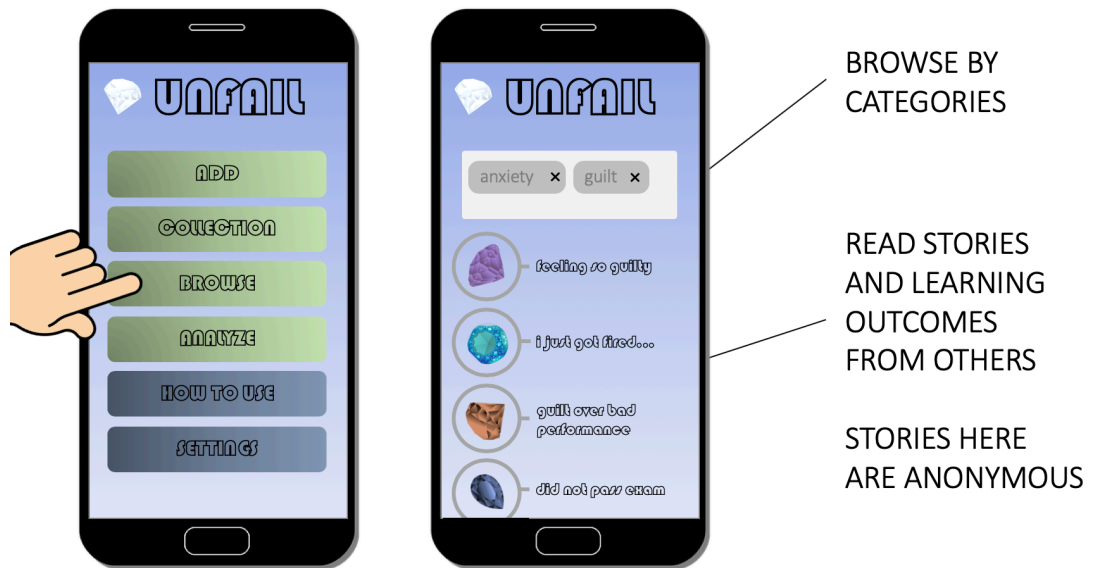 UNFAIL
ADD
COLLECTION
BROWSE
ANALYZE
HOW TO USE
SETTINGS
UNFAIL
anxiety × guilt ×
feeling so guilty
i just got fired...
guilt over bad
performance
did not pass exam
BROWSE BY
CATEGORIES
READ STORIES
AND LEARNING
OUTCOMES
FROM OTHERS
STORIES HERE
ARE ANONYMOUS